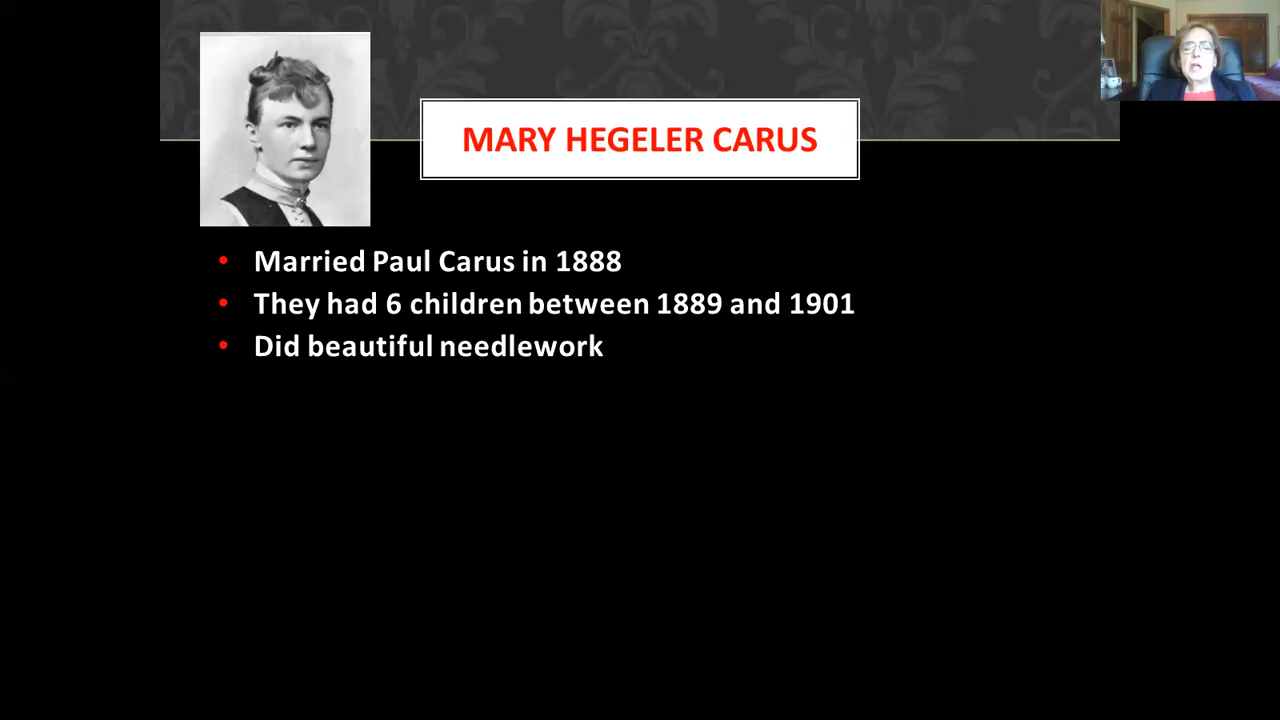 MARY HEGELER CARUS
• Married Paul Carus in 1888
• They had 6 children between 1889 and 1901
• Did beautiful needlework